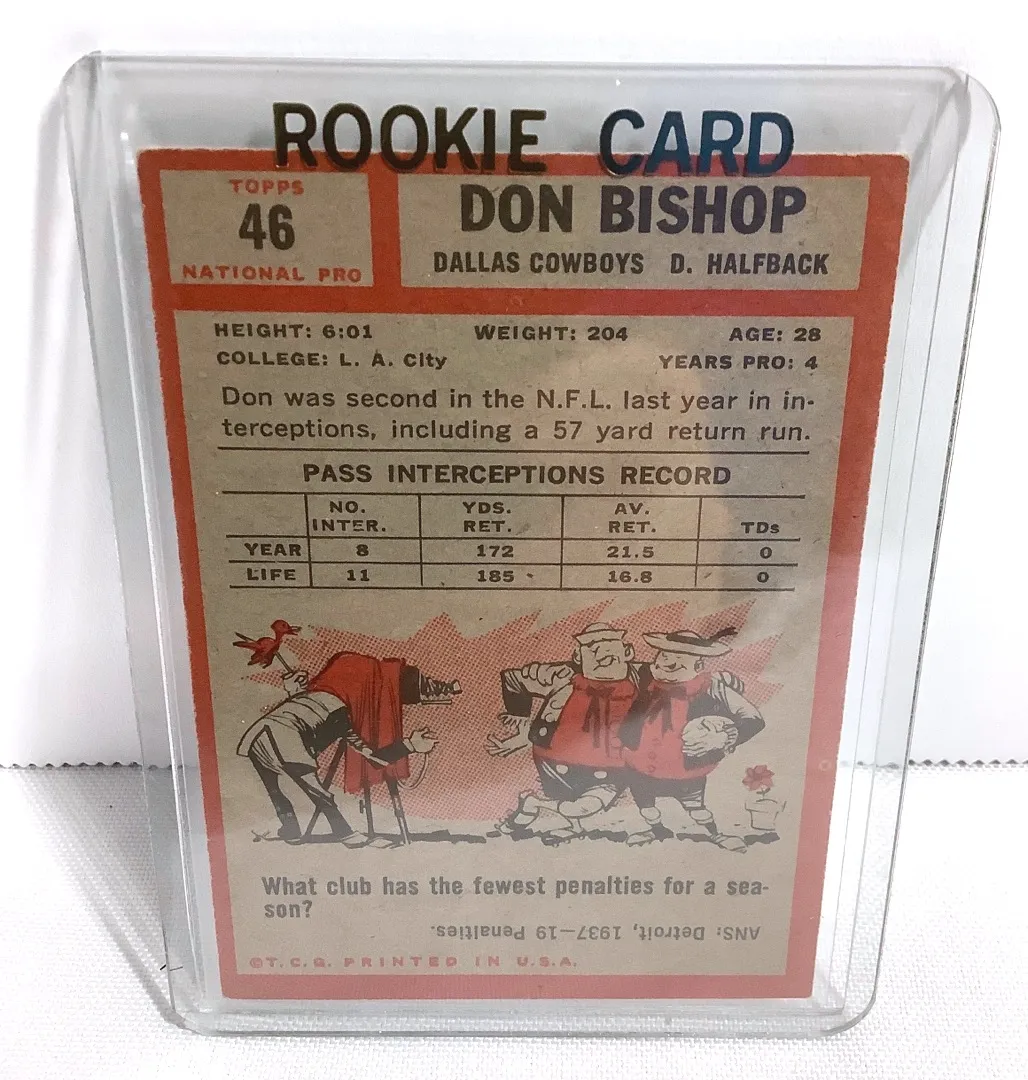 ROOKIE CARD
TOPPS
46
NATIONAL PRO
DON BISHOP
DALLAS COWBOYS D. HALFBACK
HEIGHT: 6:01 WEIGHT: 204 AGE: 28
COLLEGE: L. A. City YEARS PRO: 4
Don was second in the N.F.L. last year in in-
terceptions, including a 57 yard return run.
PASS INTERCEPTIONS RECORD
NO. INTER. YDS. RET. AV. RET. TDs
YEAR 8 172 21.5 0
LIFE 11 185 16.8 0
What club has the fewest penalties for a sea-
son?
ANS: Detroit, 1937—19 Penalties.
©T.C.G. PRINTED IN U.S.A.